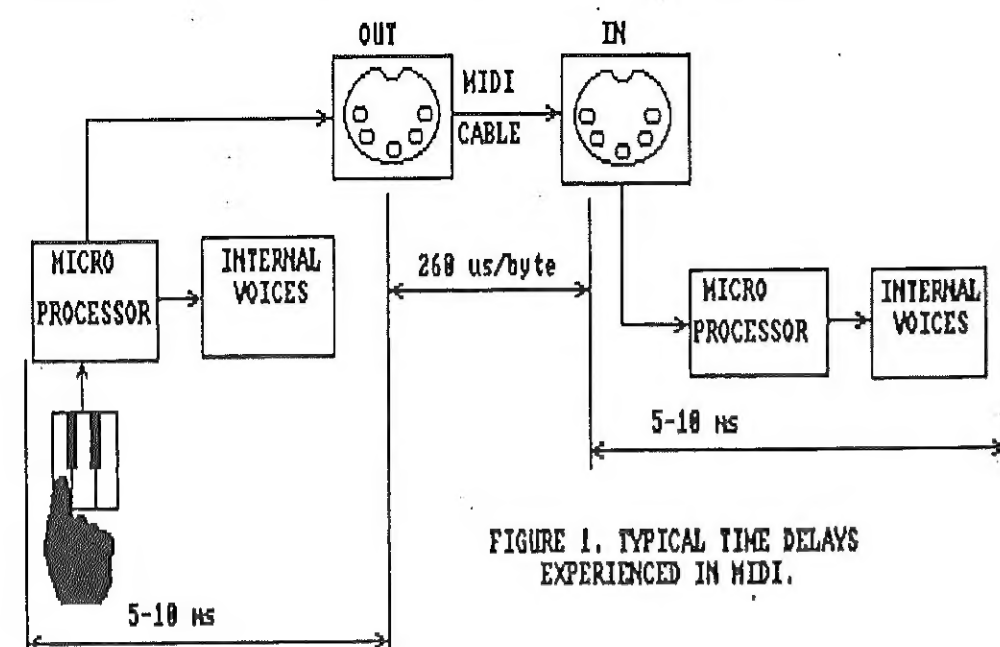 OUT
IN
MIDI
CABLE
MICRO
PROCESSOR
INTERNAL
VOICES
260 us/byte
MICRO
PROCESSOR
INTERNAL
VOICES
5-10 ms
FIGURE 1. TYPICAL TIME DELAYS
EXPERIENCED IN MIDI.
5-10 ms